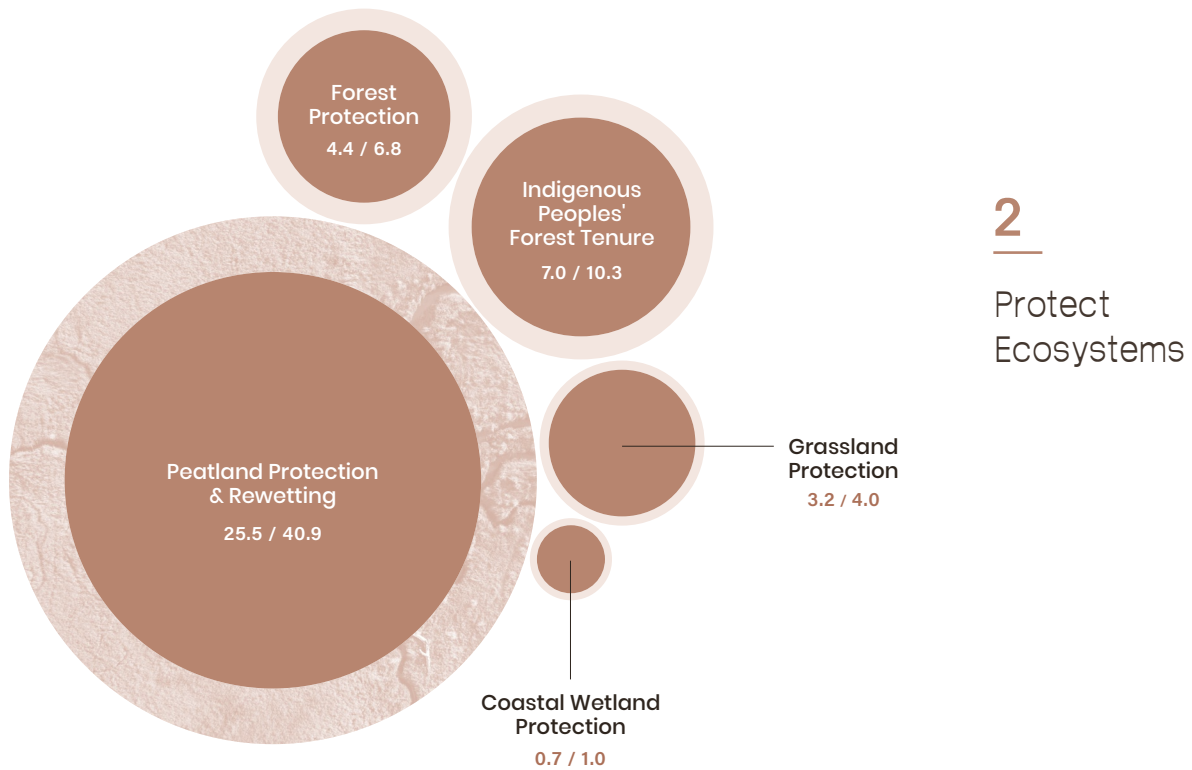 Forest
Protection
4.4 / 6.8
Indigenous
Peoples'
Forest Tenure
7.0 / 10.3
2
Protect
Ecosystems
Peatland Protection
& Rewetting
25.5 / 40.9
Grassland
Protection
3.2 / 4.0
Coastal Wetland
Protection
0.7 / 1.0